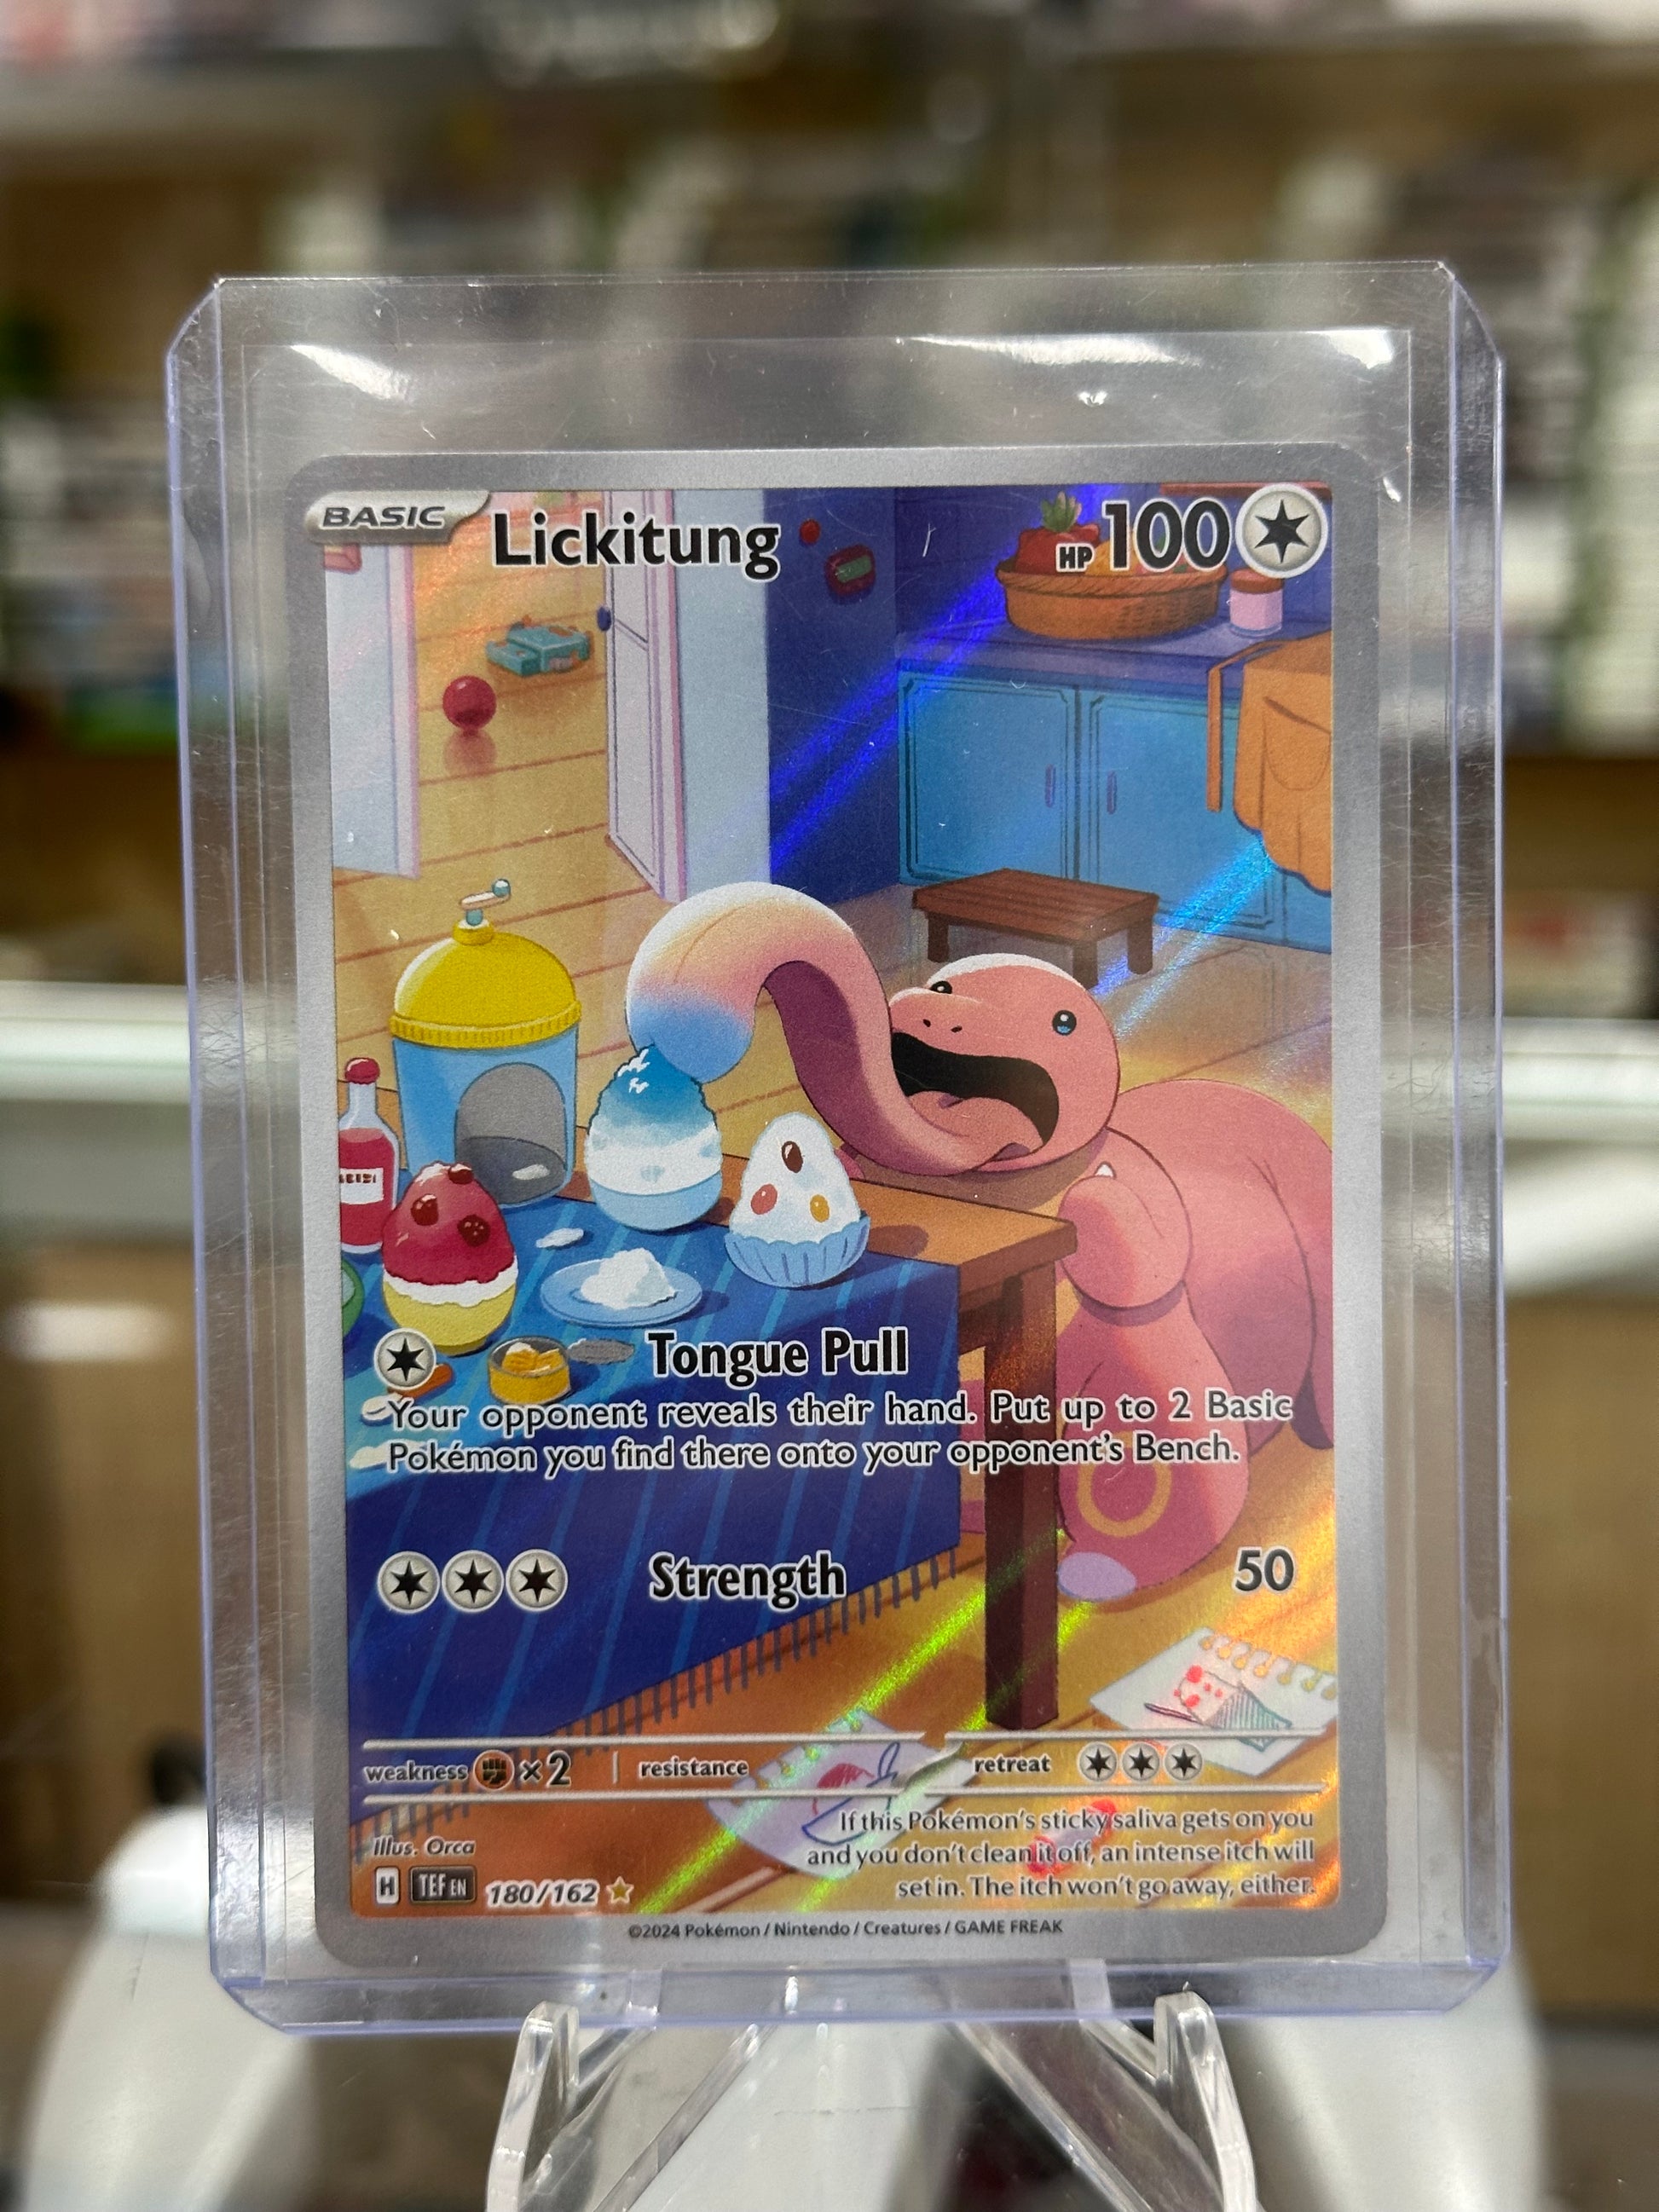 BASIC Lickitung HP 100
Tongue Pull
Your opponent reveals their hand. Put up to 2 Basic
Pokémon you find there onto your opponent's Bench.
Strength 50
weakness ×2 resistance retreat
If this Pokémon's sticky saliva gets on you
and you don't clean it off, an intense itch will
set in. The itch won't go away, either.
Illus. Orca
H TEF EN 180/162
©2024 Pokémon / Nintendo / Creatures / GAME FREAK